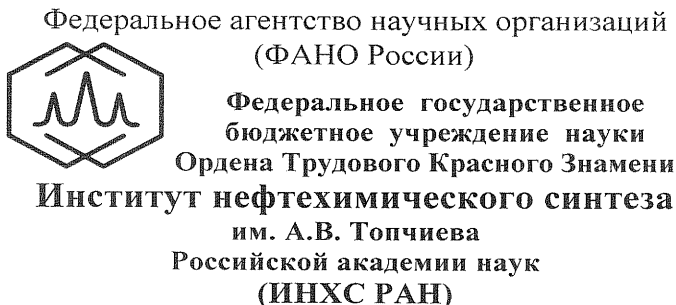 Федеральное агентство научных организаций
(ФАНО России)
Федеральное государственное
бюджетное учреждение науки
Ордена Трудового Красного Знамени
Институт нефтехимического синтеза
им. А.В. Топчиева
Российской академии наук
(ИНХС РАН)